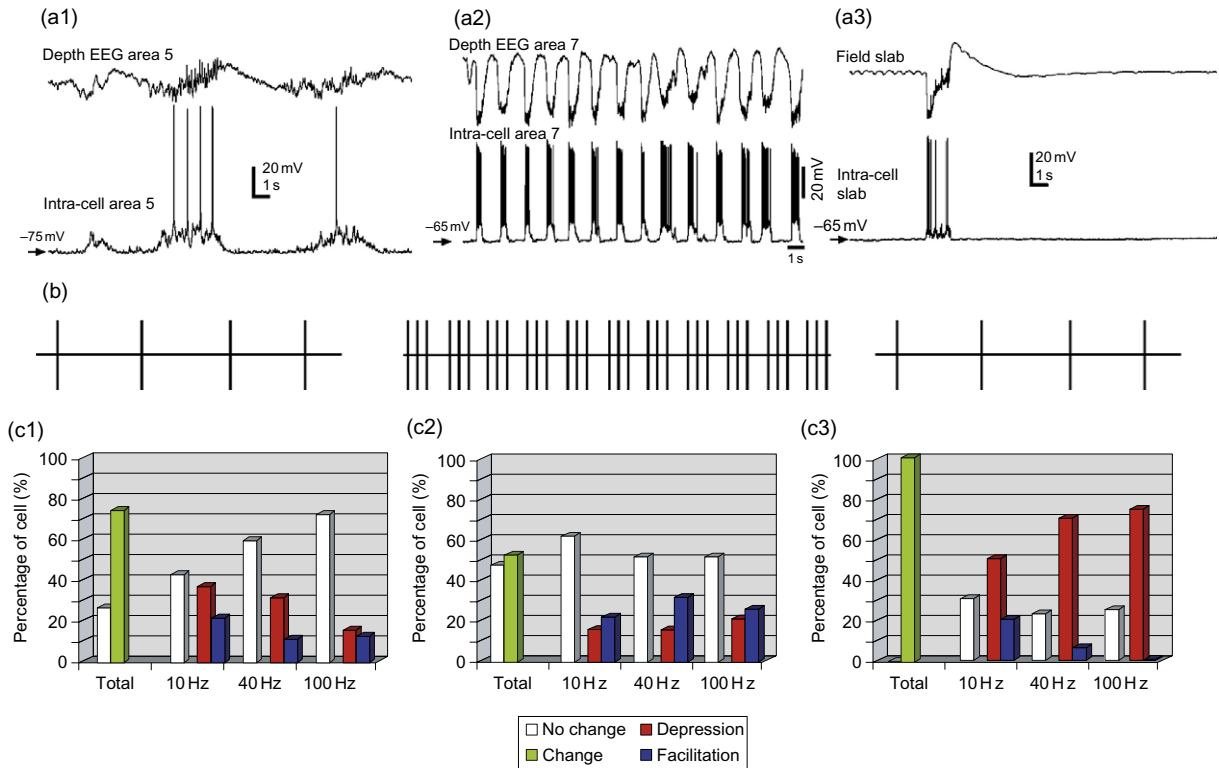 (a1)
Depth EEG area 5
20 mV
1 s
Intra-cell area 5
–75 mV
(a2)
Depth EEG area 7
Intra-cell area 7
20 mV
–65 mV
1 s
(a3)
Field slab
20 mV
1 s
Intra-cell
slab
–65 mV
(b)
(c1)
Percentage of cell (%)
100
80
60
40
20
0
Total 10 Hz 40 Hz 100 Hz
(c2)
Percentage of cell (%)
100
80
60
40
20
0
Total 10 Hz 40 Hz 100 Hz
(c3)
Percentage of cell (%)
100
80
60
40
20
0
Total 10 Hz 40 Hz 100 Hz
No change Depression
Change Facilitation